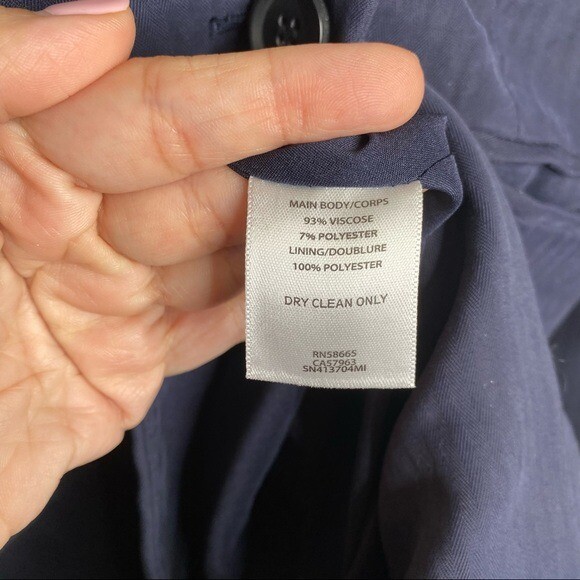 MAIN BODY/CORPS
93% VISCOSE
7% POLYESTER
LINING/DOUBLURE
100% POLYESTER
DRY CLEAN ONLY
RN58665
CA57963
SN413704MI